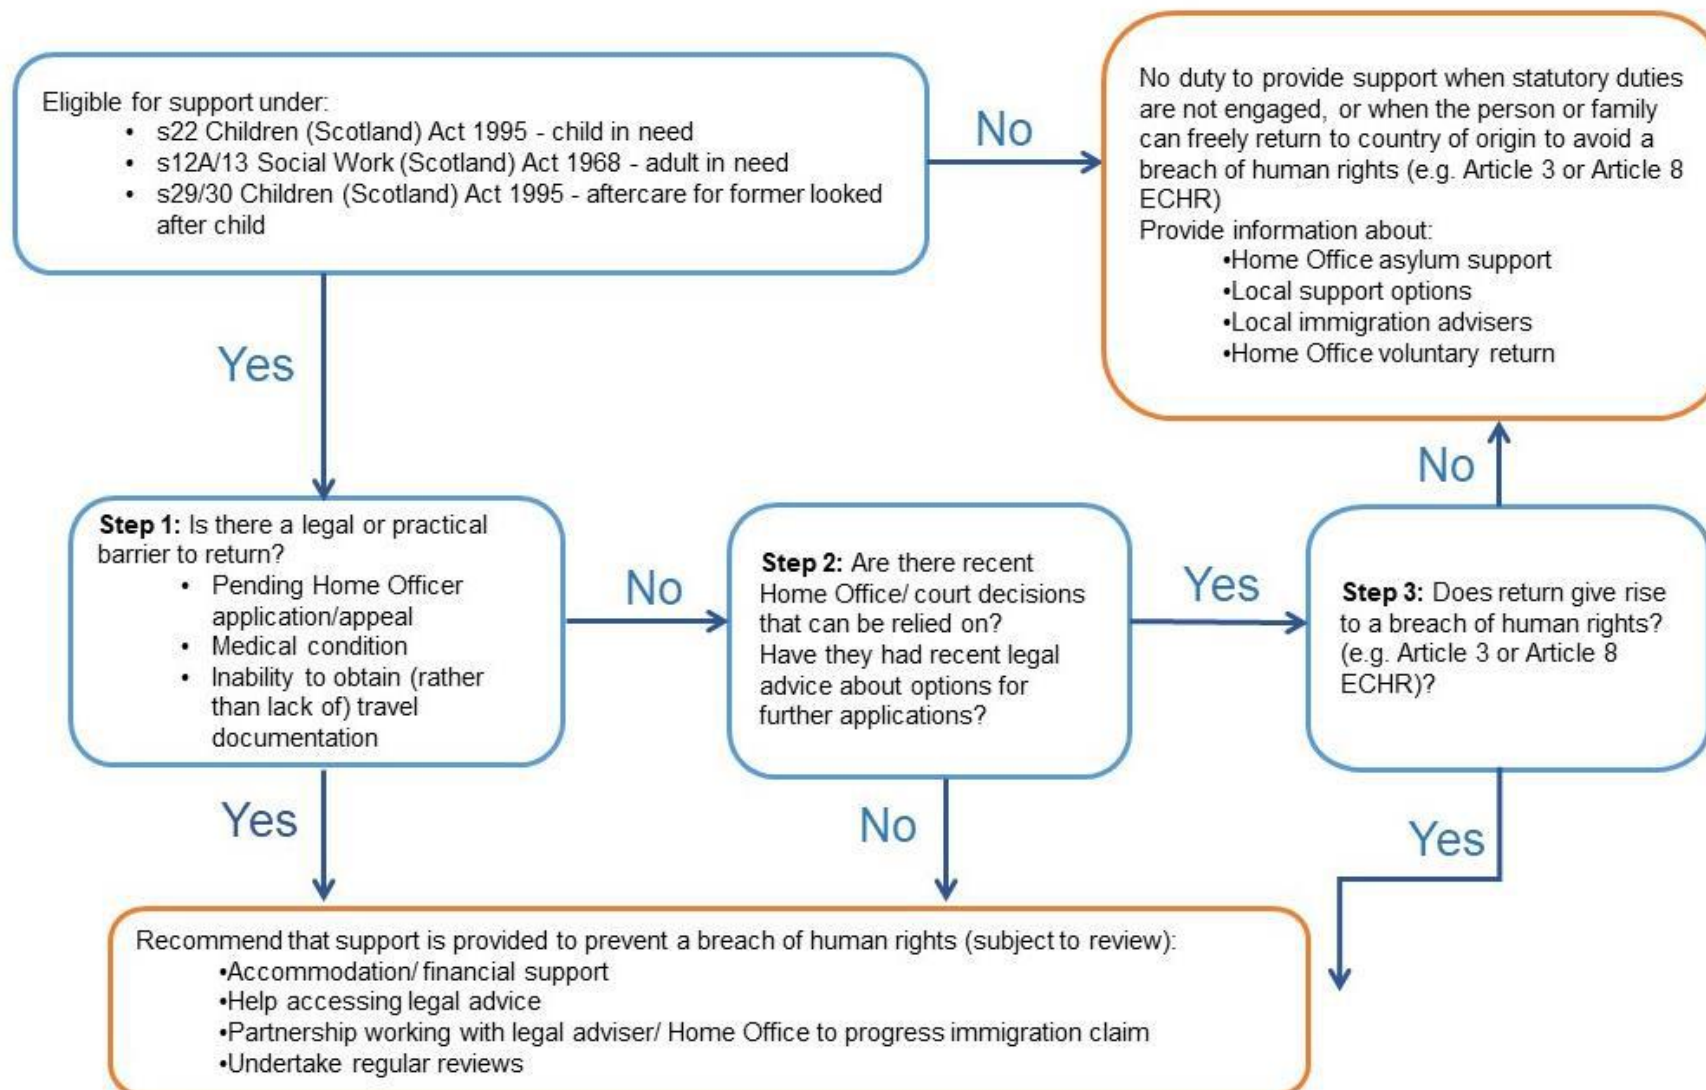 Eligible for support under:
• s22 Children (Scotland) Act 1995 - child in need
• s12A/13 Social Work (Scotland) Act 1968 - adult in need
• s29/30 Children (Scotland) Act 1995 - aftercare for former looked
after child
No
No duty to provide support when statutory duties
are not engaged, or when the person or family
can freely return to country of origin to avoid a
breach of human rights (e.g. Article 3 or Article 8
ECHR)
Provide information about:
•Home Office asylum support
•Local support options
•Local immigration advisers
•Home Office voluntary return
Yes
No
Step 1: Is there a legal or practical
barrier to return?
• Pending Home Officer
application/appeal
• Medical condition
• Inability to obtain (rather
than lack of) travel
documentation
No
Step 2: Are there recent
Home Office/ court decisions
that can be relied on?
Have they had recent legal
advice about options for
further applications?
Yes
Step 3: Does return give rise
to a breach of human rights?
(e.g. Article 3 or Article 8
ECHR)?
Yes
No
Yes
Recommend that support is provided to prevent a breach of human rights (subject to review):
•Accommodation/ financial support
•Help accessing legal advice
•Partnership working with legal adviser/ Home Office to progress immigration claim
•Undertake regular reviews